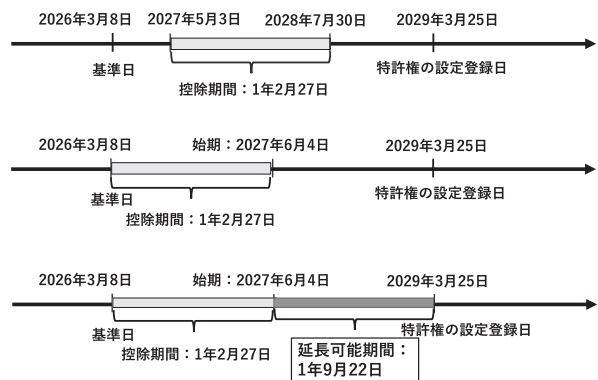 2026年3月8日 2027年5月3日 2028年7月30日 2029年3月25日
基準日 特許権の設定登録日
控除期間：1年2月27日
2026年3月8日 始期：2027年6月4日 2029年3月25日
基準日 特許権の設定登録日
控除期間：1年2月27日
2026年3月8日 始期：2027年6月4日 2029年3月25日
基準日 特許権の設定登録日
控除期間：1年2月27日
延長可能期間：
1年9月22日